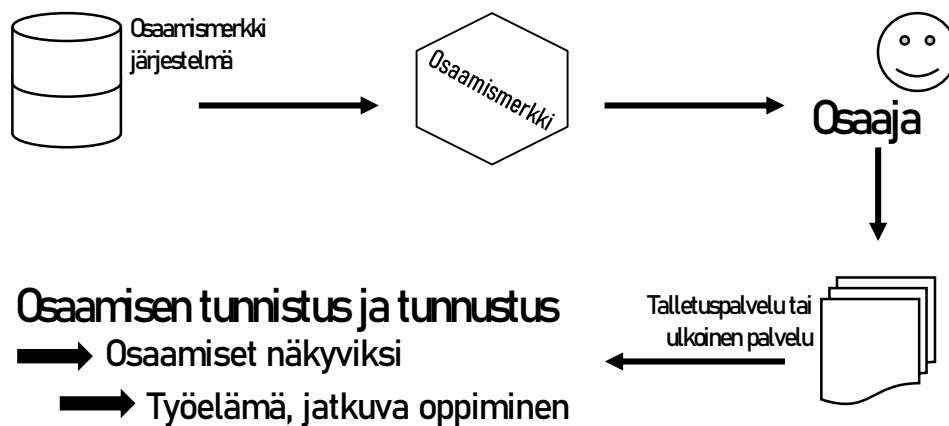 Osaamismerkki
järjestelmä
Osaamismerkki
Osaaja
Osaamisen tunnistus ja tunnustus
Osaamiset näkyviksi
Työelämä, jatkuva oppiminen
Talletuspalvelu tai
ulkoinen palvelu